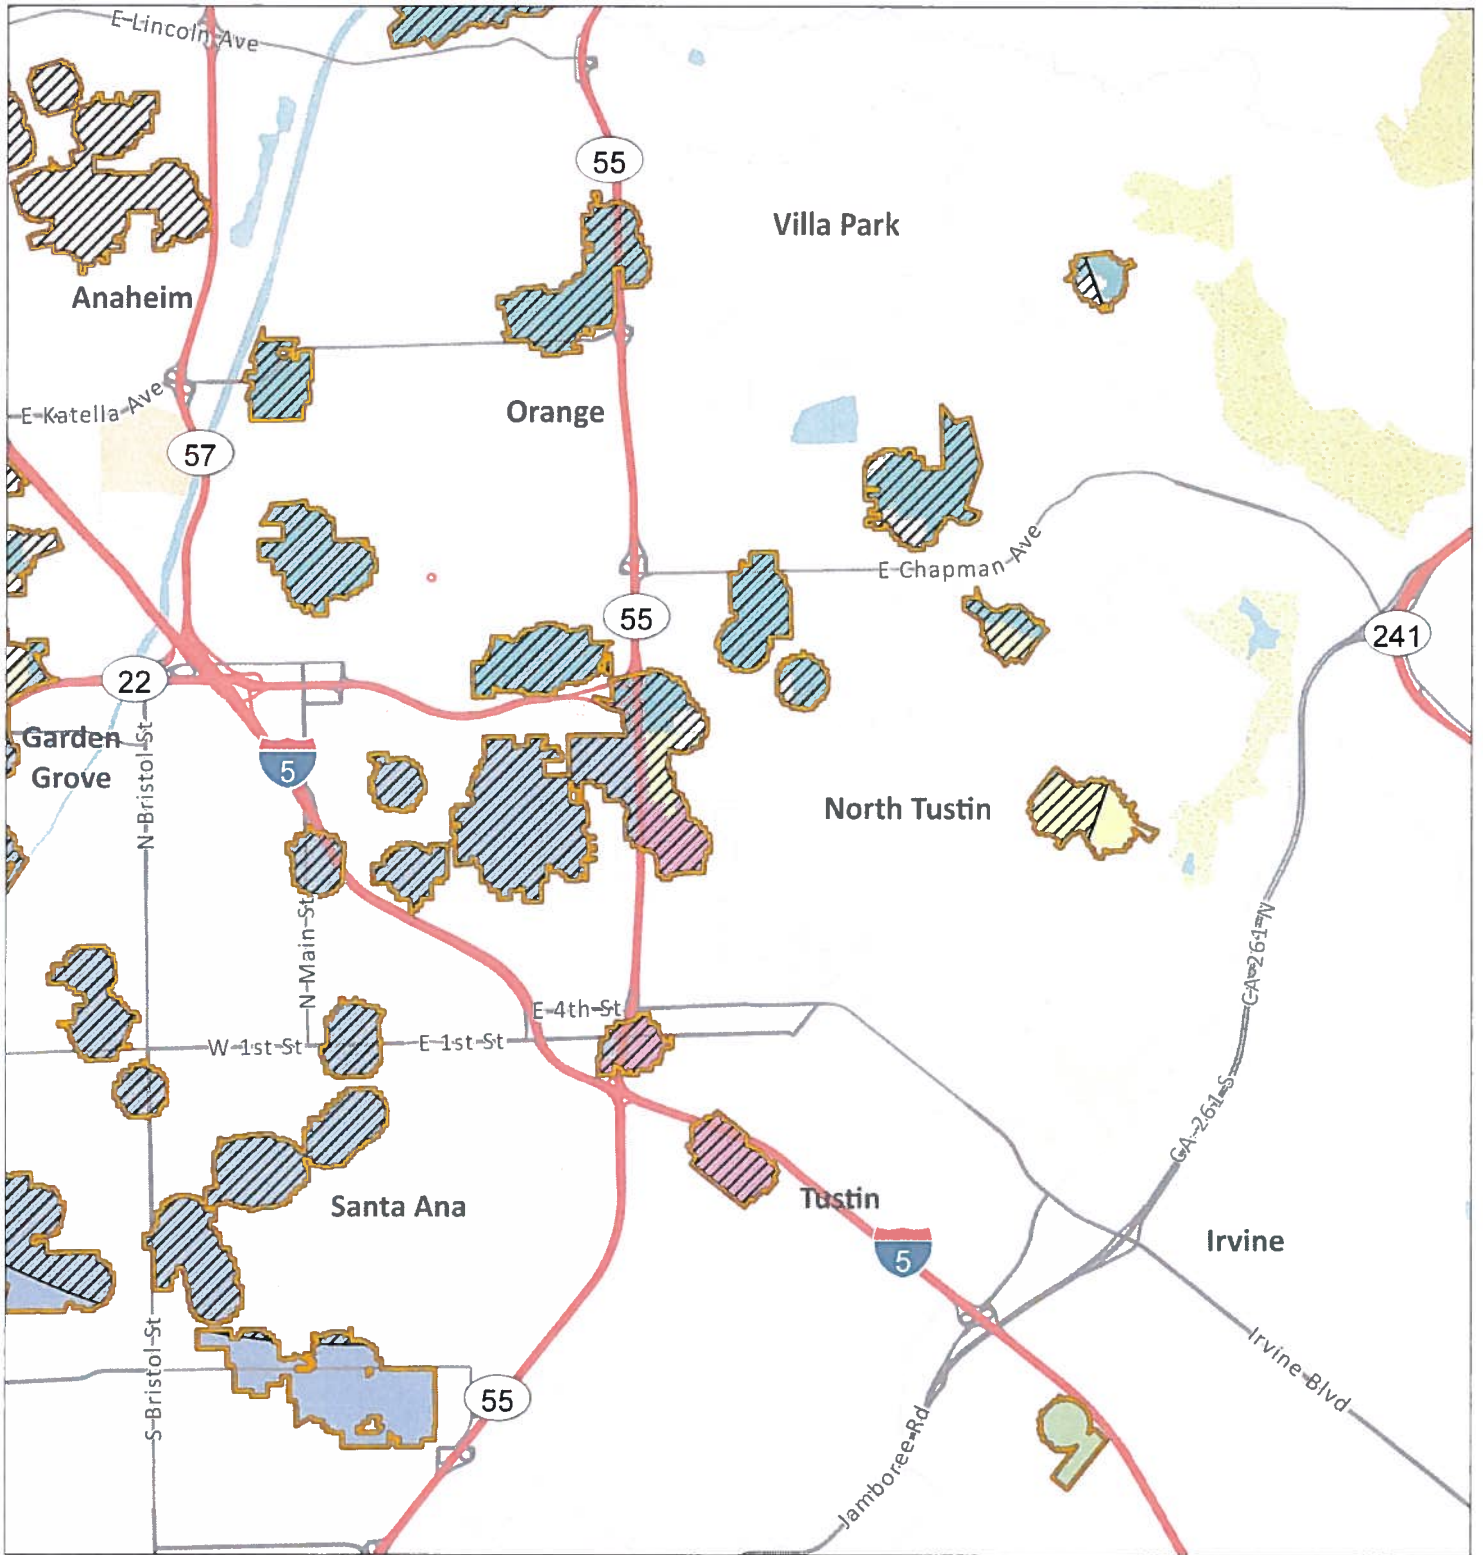 E Lincoln Ave
55
Villa Park
Anaheim
E Katella Ave
Orange
57
E Chapman Ave
55
241
22
Garden
Grove
N Bristol St
5
North Tustin
N Main St
CA-261 N
E 4th St
W 1st St
E 1st St
CA-261 S
Santa Ana
Tustin
Irvine
5
S Bristol St
Irvine Blvd
55
Jamboree Rd